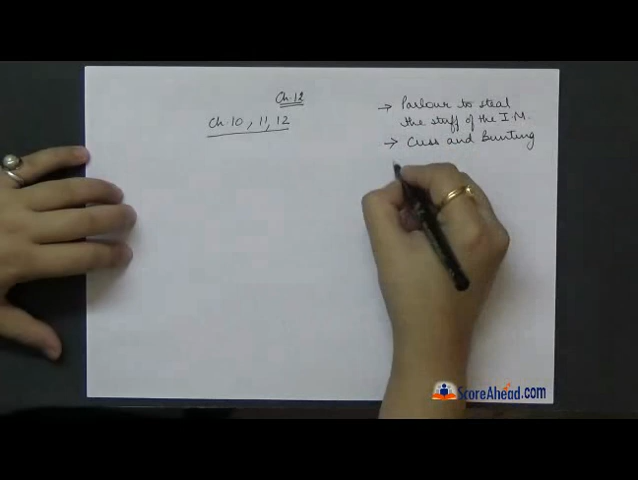 Ch.12
Ch.10, 11, 12
→ Parlour to steal
the stuff of the I.M.
→ Cuss and Bunting
ScoreAhead.com